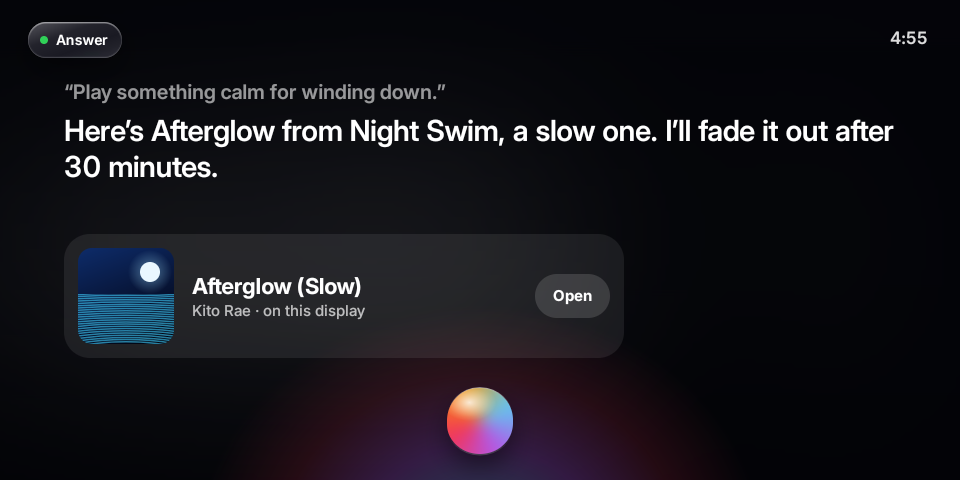 Answer
4:55
“Play something calm for winding down.”
Here’s Afterglow from Night Swim, a slow one. I’ll fade it out after
30 minutes.
Afterglow (Slow)
Kito Rae · on this display
Open